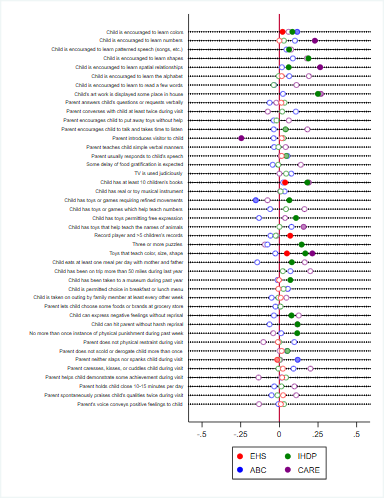 Child is encouraged to learn colors
Child is encouraged to learn numbers
Child is encouraged to learn patterned speech (songs, etc.)
Child is encouraged to learn shapes
Child is encouraged to learn spatial relationships
Child is encouraged to learn the alphabet
Child is encouraged to learn to read a few words
Child's art work is displayed some place in house
Parent answers child's questions or requests verbally
Parent converses with child at least twice during visit
Parent encourages child to put away toys without help
Parent encourages child to talk and takes time to listen
Parent introduces visitor to child
Parent teaches child simple verbal manners
Parent usually responds to child's speech
Some delay of food gratification is expected
TV is used judiciously
Child has at least 10 children's books
Child has real or toy musical instrument
Child has toys or games requiring refined movements
Child has toys or games which help teach numbers
Child has toys permitting free expression
Child has toys that help teach the names of animals
Record player and >5 children's records
Three or more puzzles
Toys that teach color, size, shape
Child eats at least one meal per day with mother and father
Child has been on trip more than 50 miles during last year
Child has been taken to a museum during past year
Child is permitted choice in breakfast or lunch menu
Child is taken on outing by family member at least every other week
Parent lets child choose some foods or brands at grocery store
Child can express negative feelings without reprisal
Child can hit parent without harsh reprisal
No more than once instance of physical punishment during past week
Parent does not physical restraint during visit
Parent does not scold or derogate child more than once
Parent neither slaps nor spanks child during visit
Parent caresses, kisses, or cuddles child during visit
Parent helps child demonstrate some achievement during visit
Parent holds child close 10-15 minutes per day
Parent spontaneously praises child's qualities twice during visit
Parent's voice conveys positive feelings to child
-.5 0 .5
EHS IHDP
ABC CARE